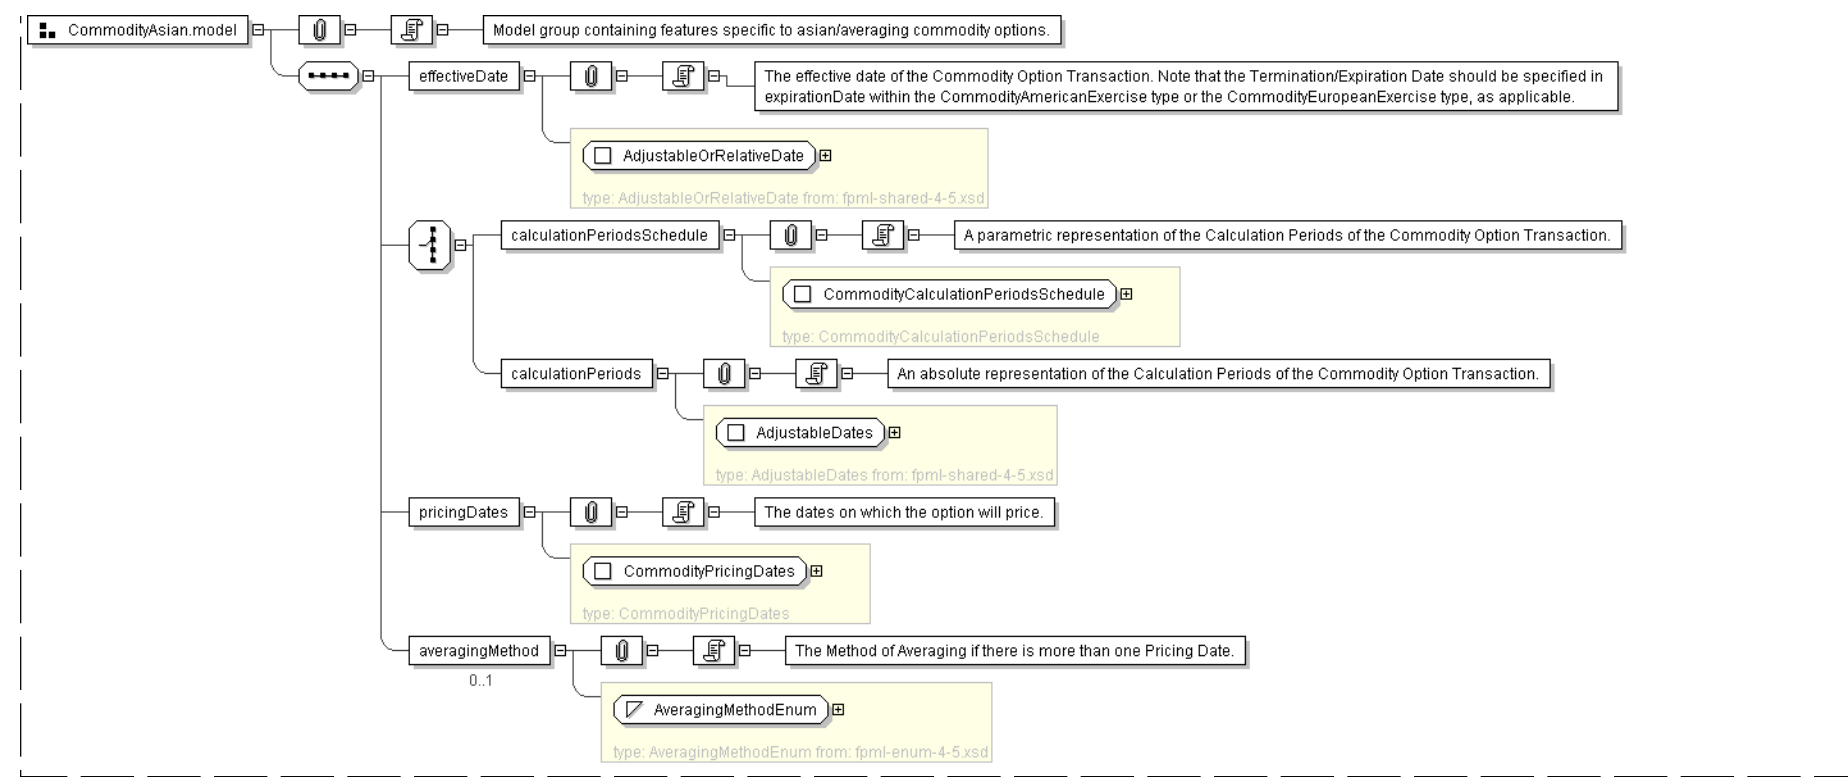 CommodityAsian.model
Model group containing features specific to asian/averaging commodity options.
effectiveDate
The effective date of the Commodity Option Transaction. Note that the Termination/Expiration Date should be specified in
expirationDate within the CommodityAmericanExercise type or the CommodityEuropeanExercise type, as applicable.
AdjustableOrRelativeDate
type: AdjustableOrRelativeDate from: fpml-shared-4-5.xsd
calculationPeriodsSchedule
A parametric representation of the Calculation Periods of the Commodity Option Transaction.
CommodityCalculationPeriodsSchedule
type: CommodityCalculationPeriodsSchedule
calculationPeriods
An absolute representation of the Calculation Periods of the Commodity Option Transaction.
AdjustableDates
type: AdjustableDates from: fpml-shared-4-5.xsd
pricingDates
The dates on which the option will price.
CommodityPricingDates
type: CommodityPricingDates
averagingMethod
The Method of Averaging if there is more than one Pricing Date.
0..1
AveragingMethodEnum
type: AveragingMethodEnum from: fpml-enum-4-5.xsd